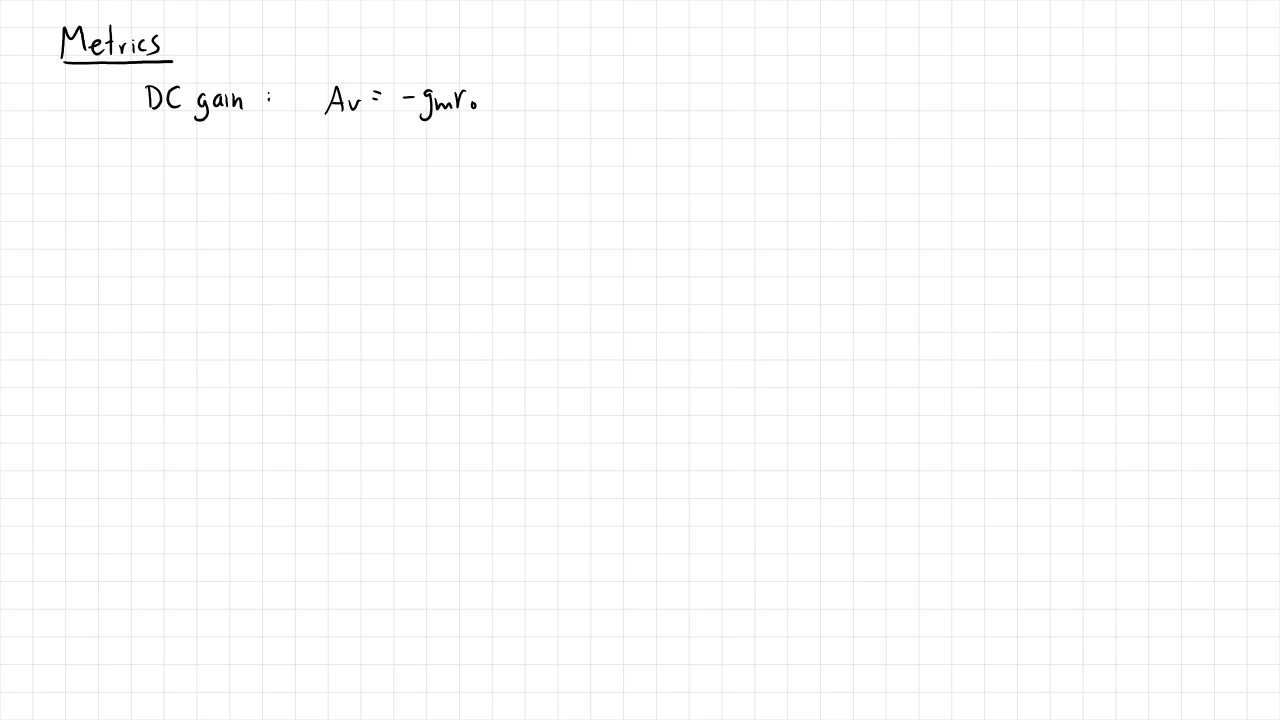 Metrics
DC gain : Av = -gmro